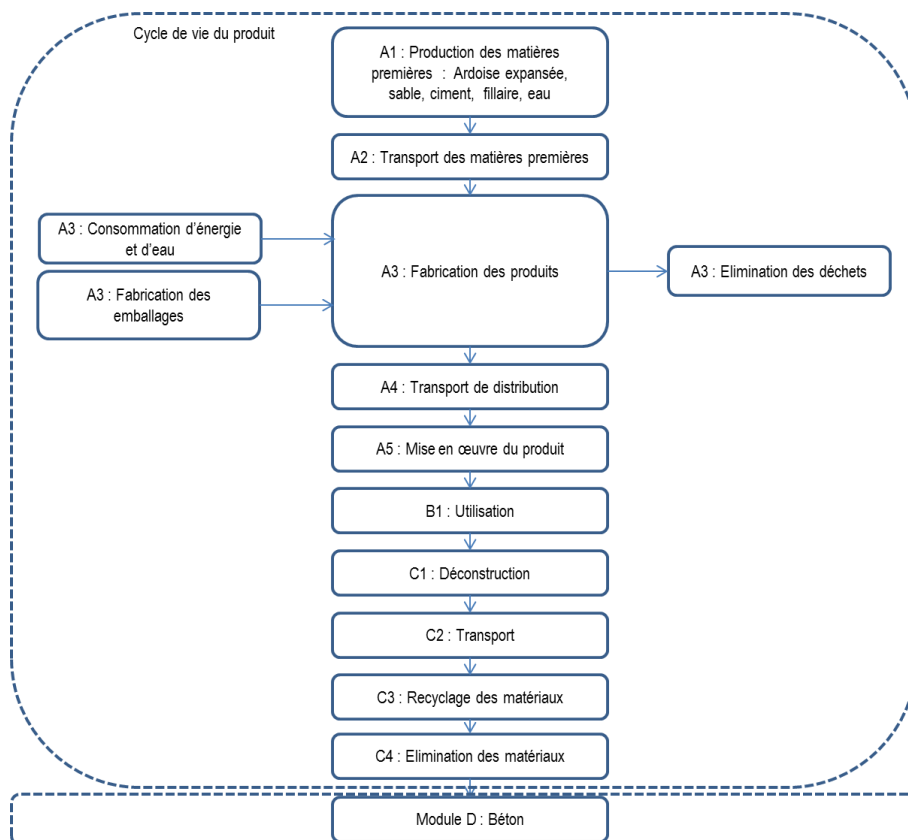 Cycle de vie du produit
A1 : Production des matières
premières : Ardoise expansée,
sable, ciment, fillaire, eau
A2 : Transport des matières premières
A3 : Consommation d'énergie
et d'eau
A3 : Fabrication des
emballages
A3 : Fabrication des produits
A3 : Elimination des déchets
A4 : Transport de distribution
A5 : Mise en œuvre du produit
B1 : Utilisation
C1 : Déconstruction
C2 : Transport
C3 : Recyclage des matériaux
C4 : Elimination des matériaux
Module D : Béton